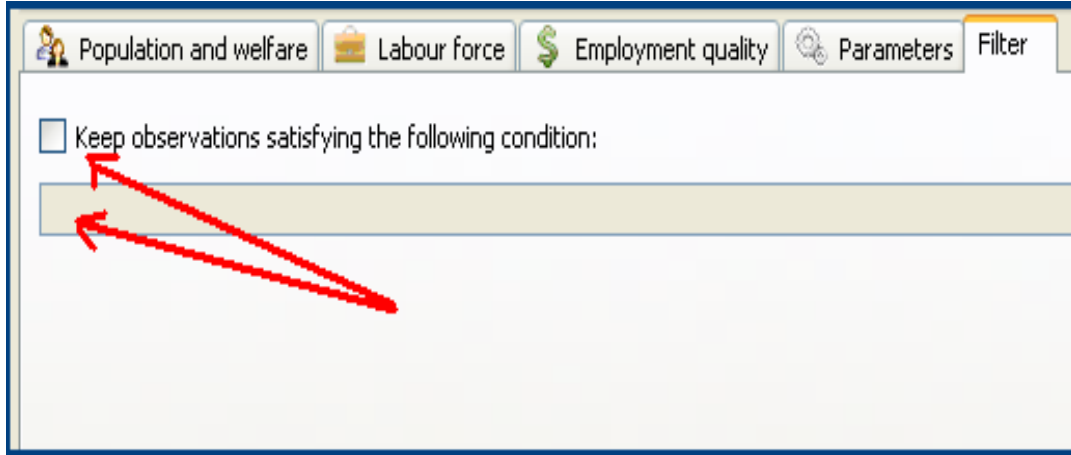 Population and welfare Labour force Employment quality Parameters Filter
Keep observations satisfying the following condition: